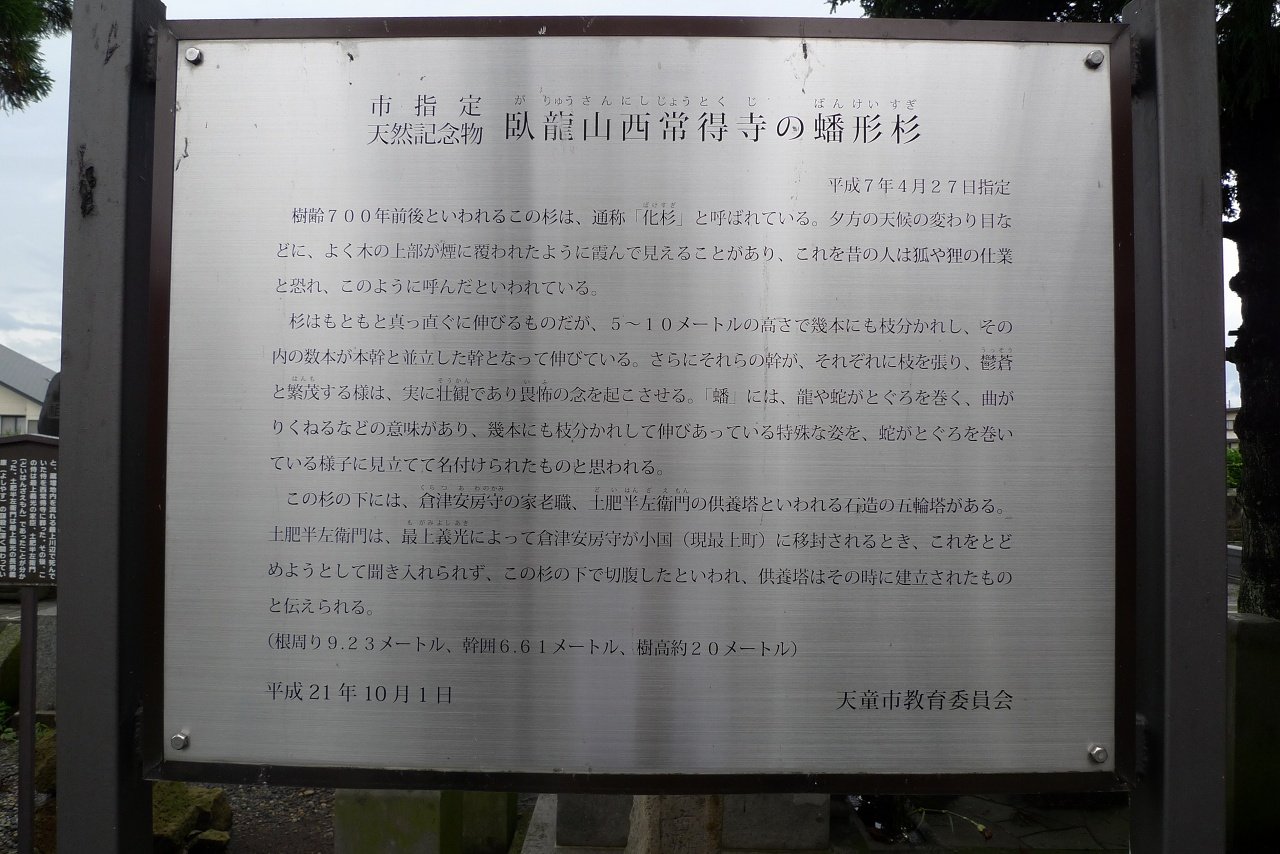 市指定
天然記念物
臥龍山西常得寺の蟠形杉
がりゅうさんにしじょうとくじ ばんけいすぎ
平成7年4月27日指定
樹齢700年前後といわれるこの杉は、通称「化杉」と呼ばれている。夕方の天候の変わり目な
どに、よく木の上部が煙に覆われたように霞んで見えることがあり、これを昔の人は狐や狸の仕業
と恐れ、このように呼んだといわれている。
杉はもともと真っ直ぐに伸びるものだが、5～10メートルの高さで幾本にも枝分かれし、その
内の数本が本幹と並立した幹となって伸びている。さらにそれらの幹が、それぞれに枝を張り、鬱蒼
と繁茂する様は、実に壮観であり畏怖の念を起こさせる。「蟠」には、龍や蛇がとぐろを巻く、曲が
りくねるなどの意味があり、幾本にも枝分かれして伸びあっている特殊な姿を、蛇がとぐろを巻い
ている様子に見立てて名付けられたものと思われる。
この杉の下には、倉津安房守の家老職、土肥半左衛門の供養塔といわれる石造の五輪塔がある。
土肥半左衛門は、最上義光によって倉津安房守が小国（現最上町）に移封されるとき、これをとど
めようとして聞き入れられず、この杉の下で切腹したといわれ、供養塔はその時に建立されたもの
と伝えられる。
（根周り9.23メートル、幹囲6.61メートル、樹高約20メートル）
平成21年10月1日
天童市教育委員会